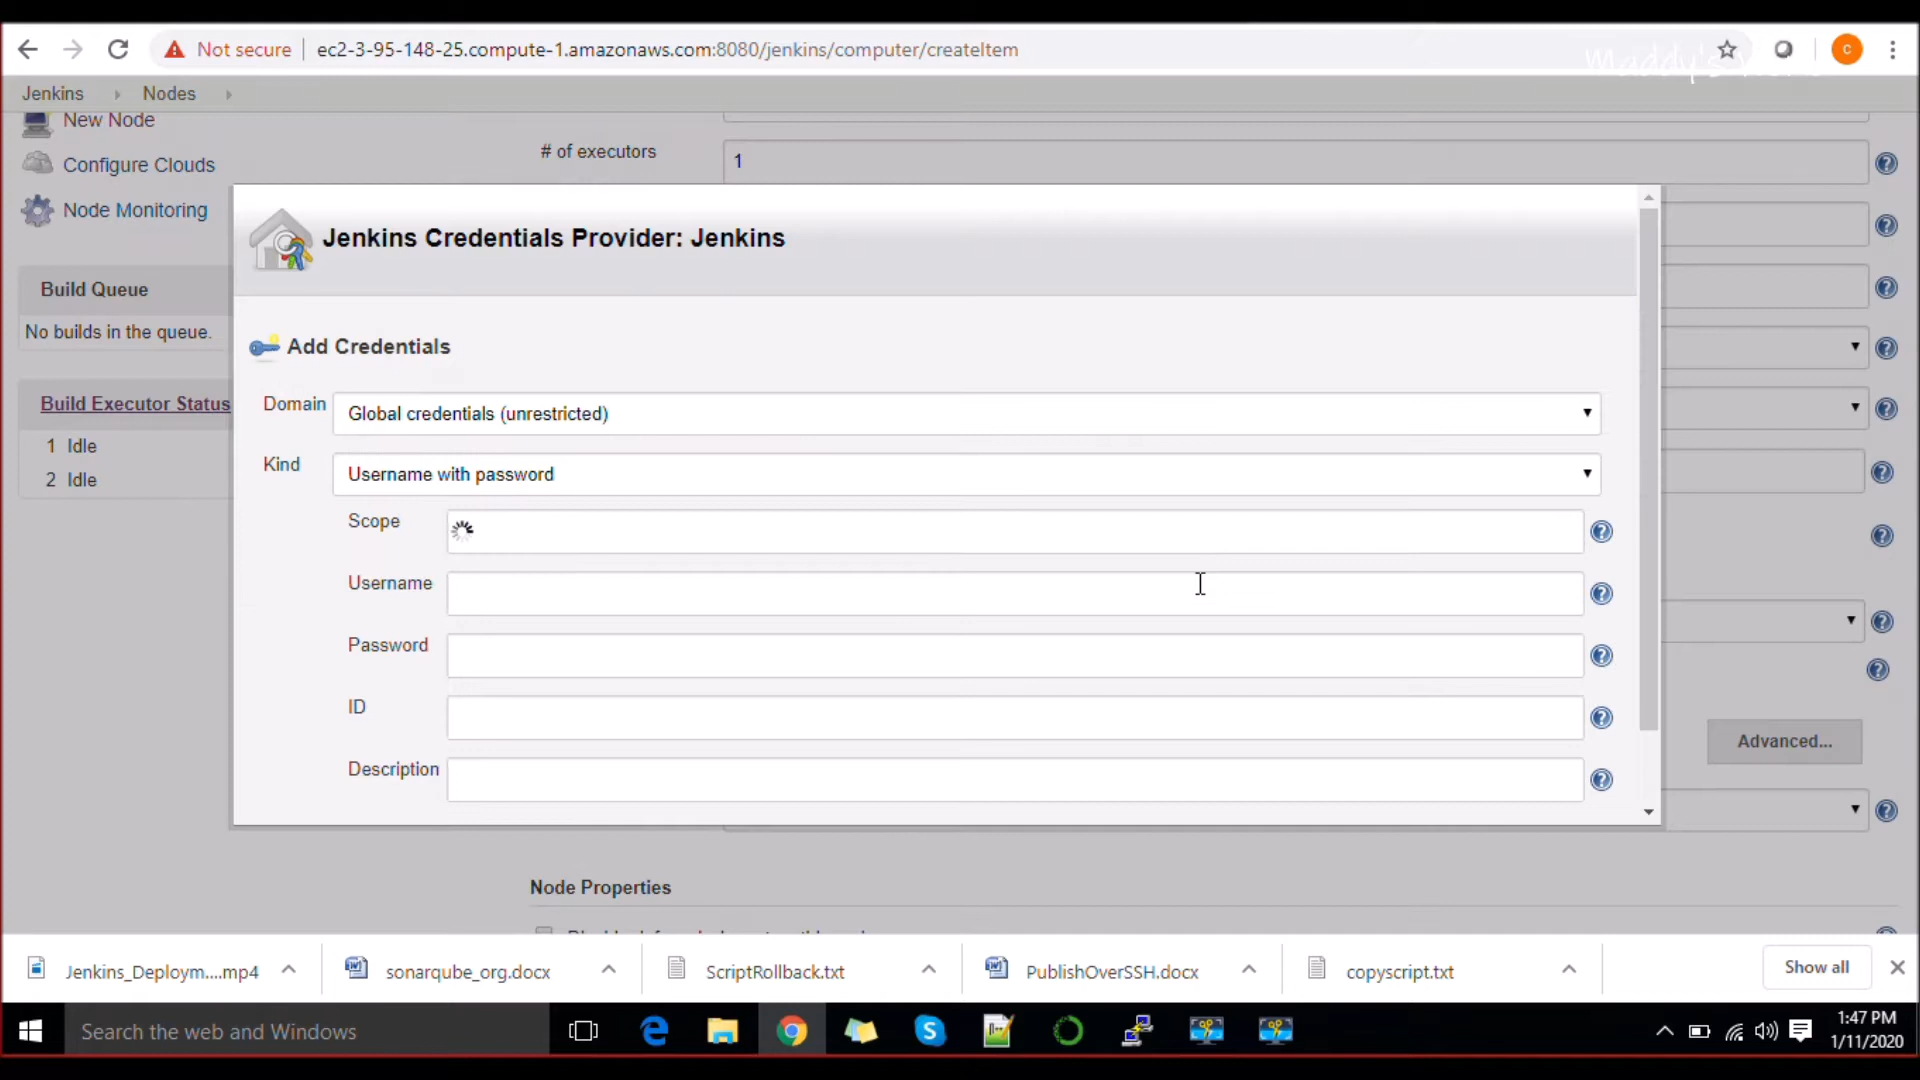 Not secure
ec2-3-95-148-25.compute-1.amazonaws.com:8080/jenkins/computer/createItem
Maddy's
c
Jenkins
Nodes
New Node
Configure Clouds
Node Monitoring
# of executors
1
Jenkins Credentials Provider: Jenkins
Build Queue
No builds in the queue.
Build Executor Status
1 Idle
2 Idle
Add Credentials
Domain
Global credentials (unrestricted)
Kind
Username with password
Scope
Username
Password
ID
Description
Advanced...
Node Properties
Jenkins_Deploym....mp4
sonarqube_org.docx
ScriptRollback.txt
PublishOverSSH.docx
copyscript.txt
Show all
Search the web and Windows
1:47 PM
1/11/2020